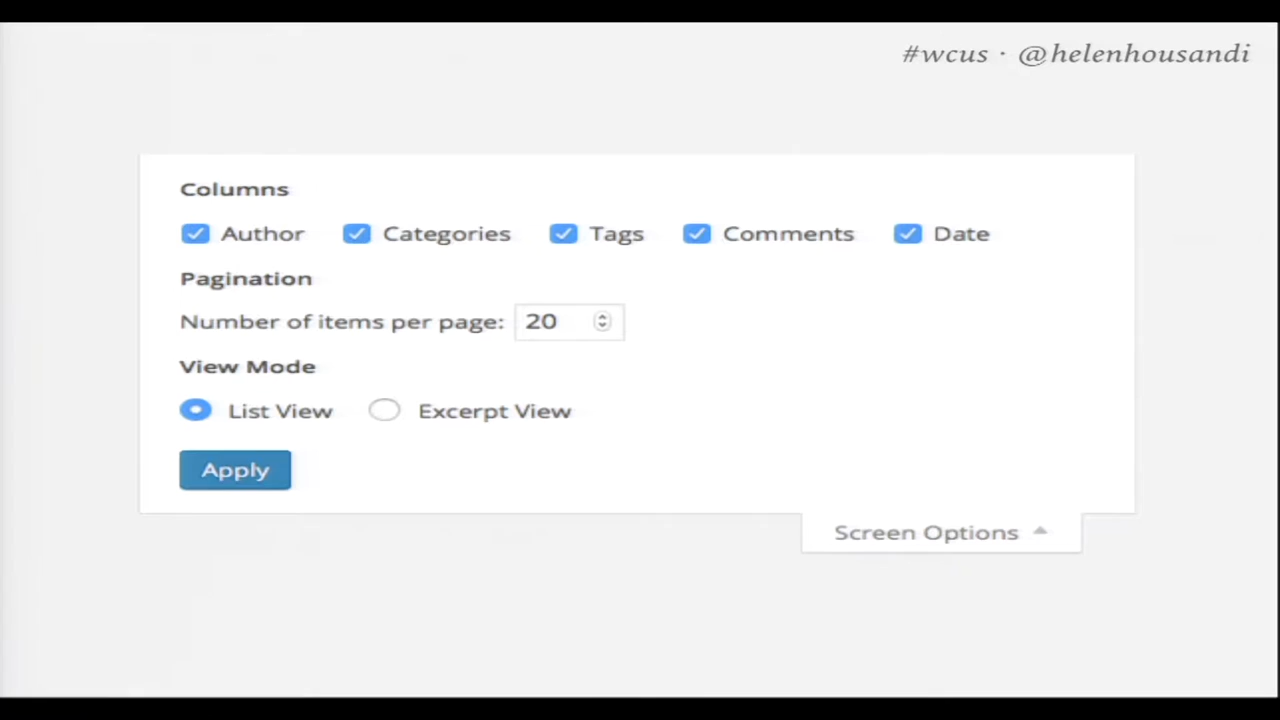 #wcus · @helenhousandi
Columns
Author Categories Tags Comments Date
Pagination
Number of items per page: 20
View Mode
List View Excerpt View
Apply
Screen Options